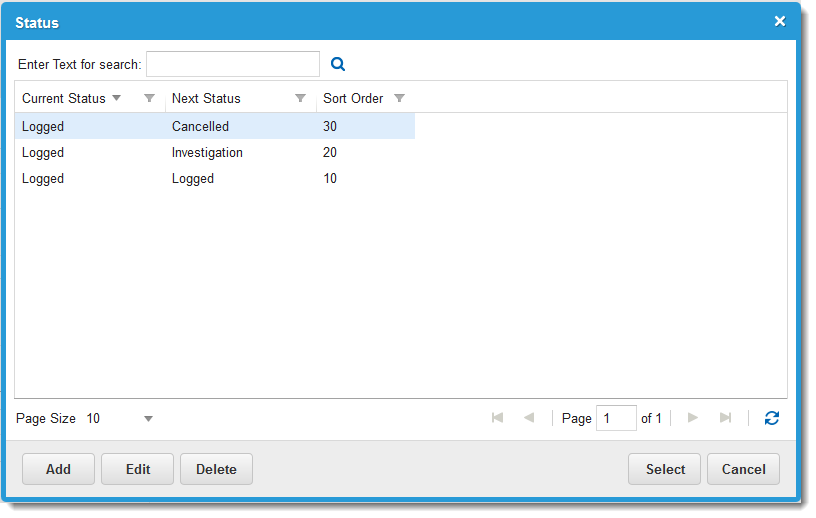 Status
Enter Text for search:
Current Status Next Status Sort Order
Logged Cancelled 30
Logged Investigation 20
Logged Logged 10
Page Size 10 Page 1 of 1
Add Edit Delete Select Cancel